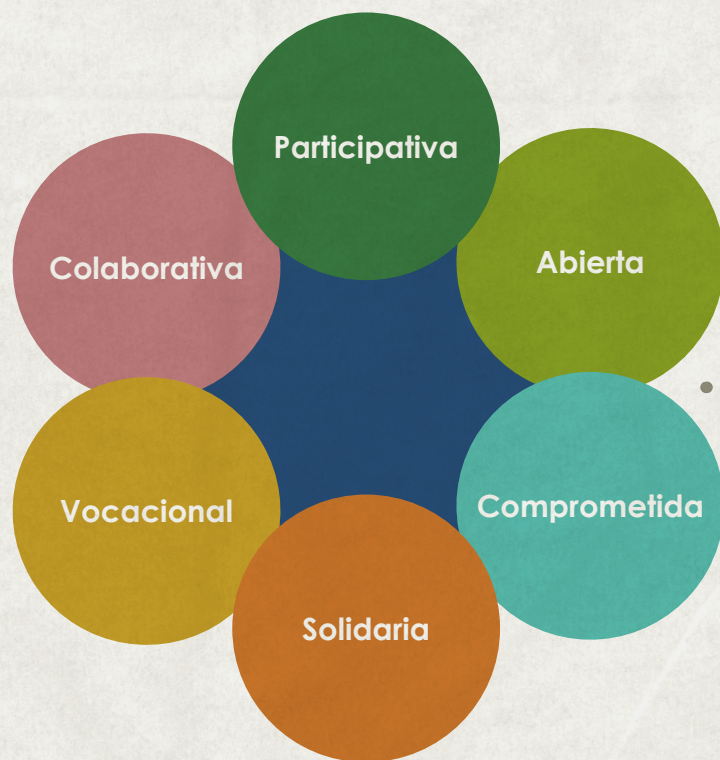 Participativa
Colaborativa
Abierta
Vocacional
Comprometida
Solidaria